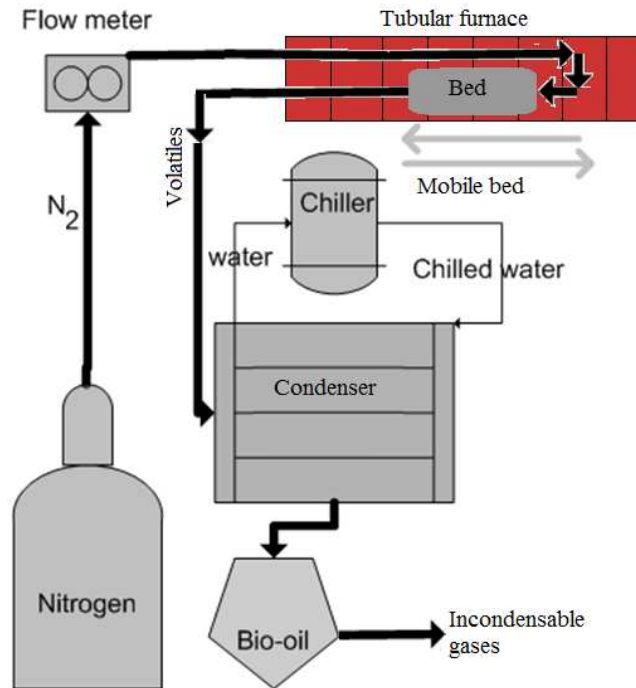 Flow meter
Tubular furnace
Bed
Volatiles
Mobile bed
N2
Chiller
water
Chilled water
Condenser
Nitrogen
Bio-oil
Incondensable
gases